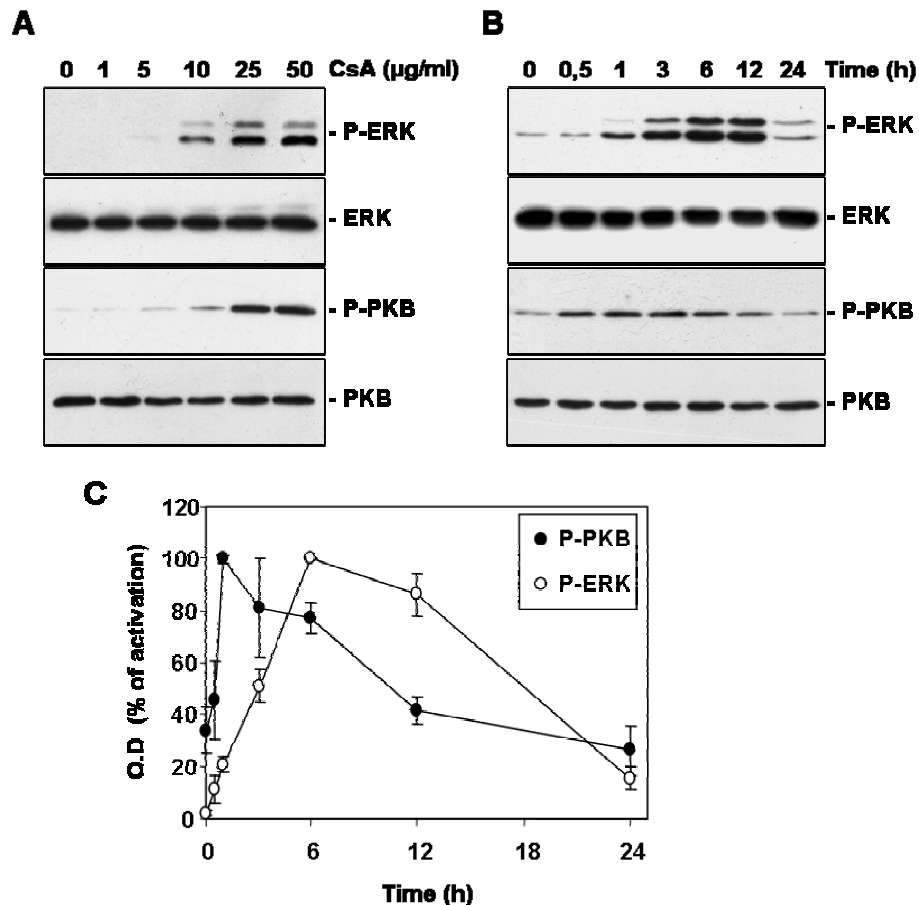 A
B
0 1 5 10 25 50 CsA (µg/ml)
0 0,5 1 3 6 12 24 Time (h)
- P-ERK
- P-ERK
- ERK
- ERK
- P-PKB
- P-PKB
- PKB
- PKB
C
120
100
80
60
40
20
0
O.D (% of activation)
P-PKB
P-ERK
0 6 12 18 24
Time (h)